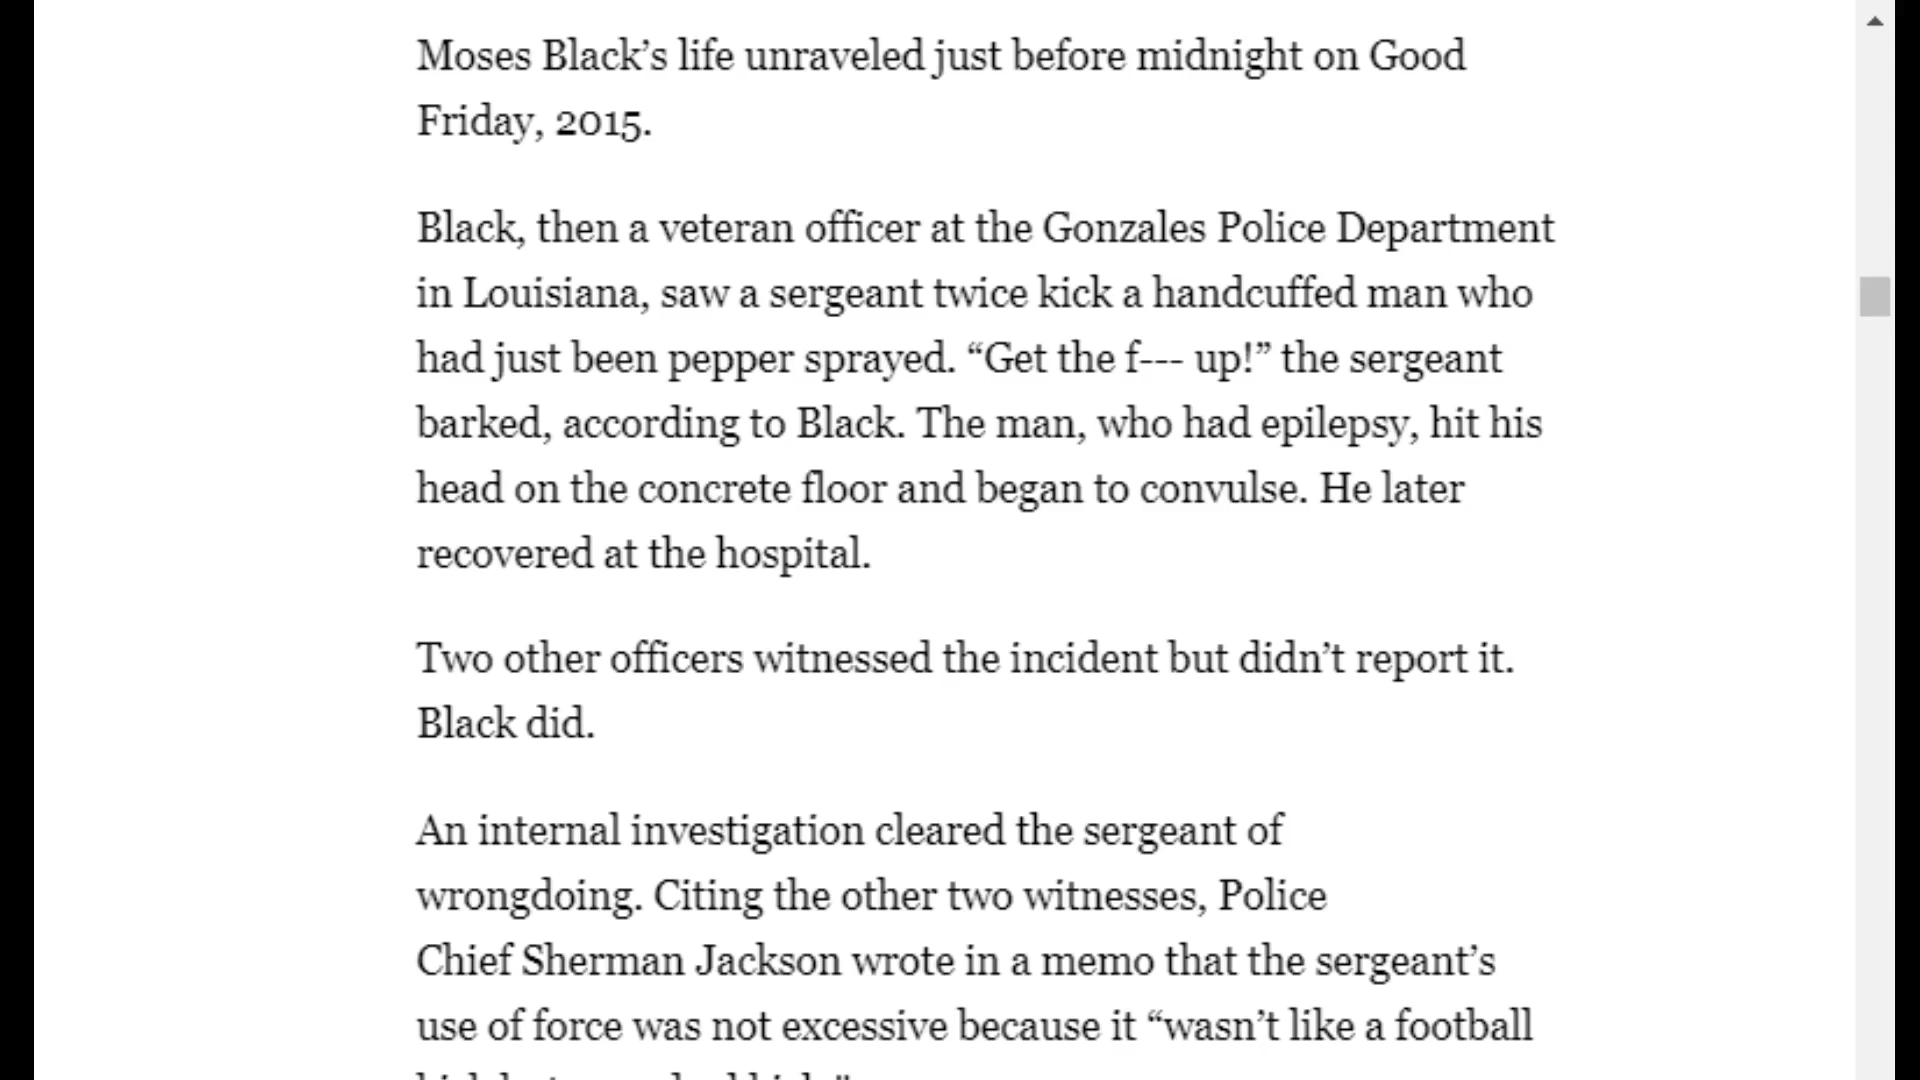 Moses Black’s life unraveled just before midnight on Good
Friday, 2015.
Black, then a veteran officer at the Gonzales Police Department
in Louisiana, saw a sergeant twice kick a handcuffed man who
had just been pepper sprayed. “Get the f--- up!” the sergeant
barked, according to Black. The man, who had epilepsy, hit his
head on the concrete floor and began to convulse. He later
recovered at the hospital.
Two other officers witnessed the incident but didn’t report it.
Black did.
An internal investigation cleared the sergeant of
wrongdoing. Citing the other two witnesses, Police
Chief Sherman Jackson wrote in a memo that the sergeant’s
use of force was not excessive because it “wasn’t like a football